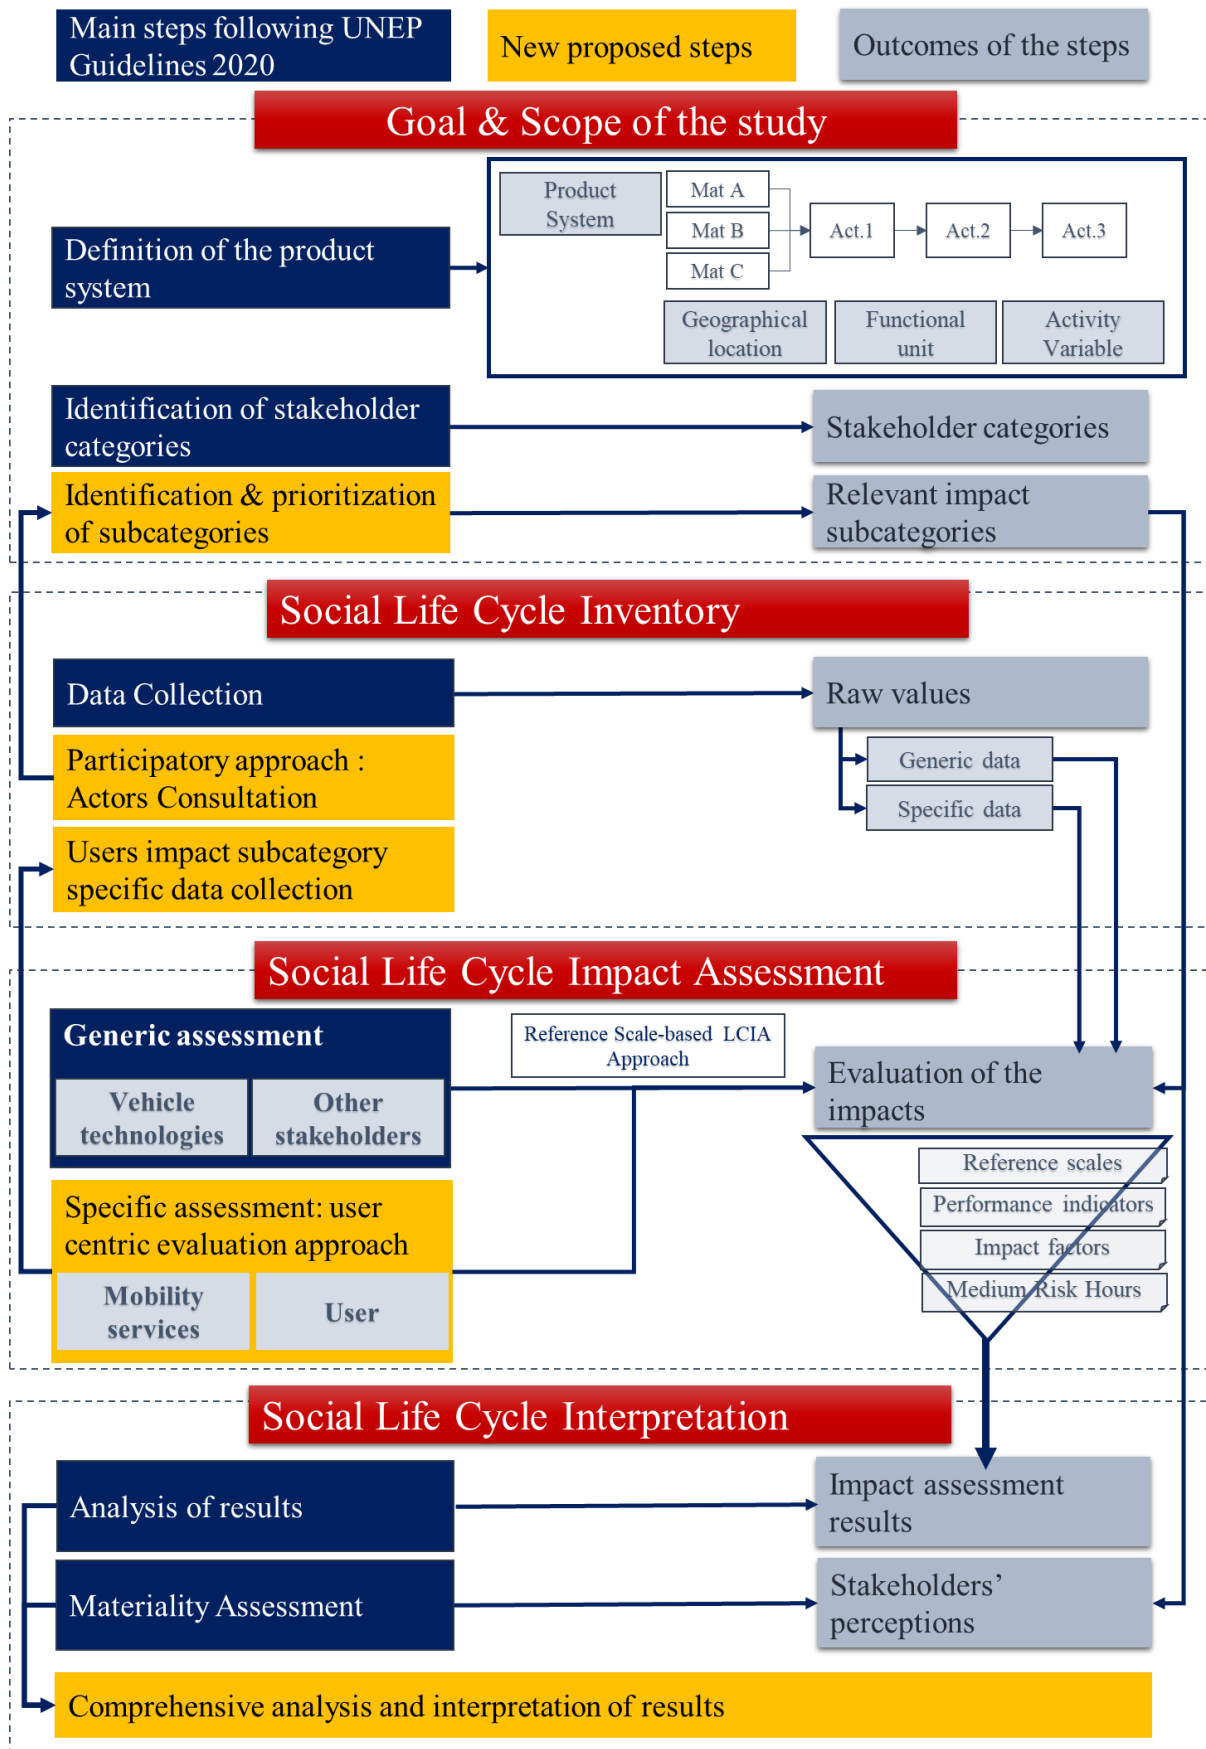 Main steps following UNEP
Guidelines 2020
New proposed steps
Outcomes of the steps
Goal & Scope of the study
Definition of the product
system
Product
System
Mat A
Mat B
Mat C
Act.1
Act.2
Act.3
Geographical
location
Functional
unit
Activity
Variable
Identification of stakeholder
categories
Stakeholder categories
Identification & prioritization
of subcategories
Relevant impact
subcategories
Social Life Cycle Inventory
Data Collection
Raw values
Generic data
Specific data
Participatory approach :
Actors Consultation
Users impact subcategory
specific data collection
Social Life Cycle Impact Assessment
Generic assessment
Vehicle
technologies
Other
stakeholders
Reference Scale-based LCIA
Approach
Evaluation of the
impacts
Reference scales
Performance indicators
Impact factors
Medium Risk Hours
Specific assessment: user
centric evaluation approach
Mobility
services
User
Social Life Cycle Interpretation
Analysis of results
Impact assessment
results
Materiality Assessment
Stakeholders’
perceptions
Comprehensive analysis and interpretation of results